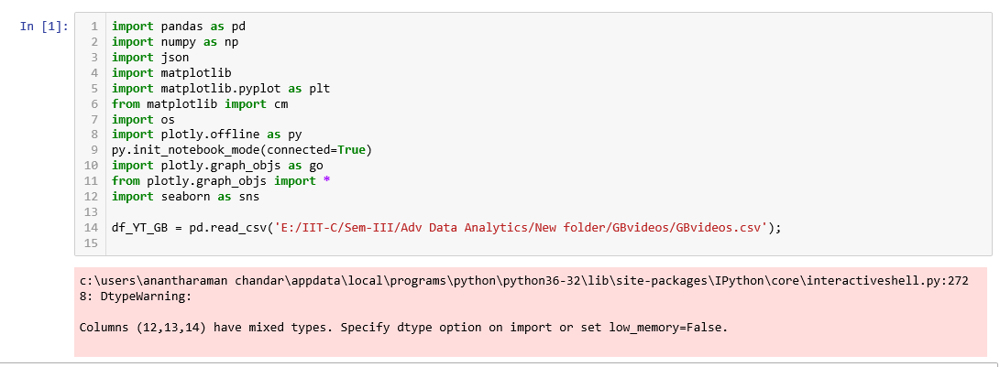 In [1]:
1 import pandas as pd
2 import numpy as np
3 import json
4 import matplotlib
5 import matplotlib.pyplot as plt
6 from matplotlib import cm
7 import os
8 import plotly.offline as py
9 py.init_notebook_mode(connected=True)
10 import plotly.graph_objs as go
11 from plotly.graph_objs import *
12 import seaborn as sns
13
14 df_YT_GB = pd.read_csv('E:/IIT-C/Sem-III/Adv Data Analytics/New folder/GBvideos/GBvideos.csv');
15
c:\users\anantharaman chandar\appdata\local\programs\python\python36-32\lib\site-packages\IPython\core\interactiveshell.py:272
8: DtypeWarning:
Columns (12,13,14) have mixed types. Specify dtype option on import or set low_memory=False.